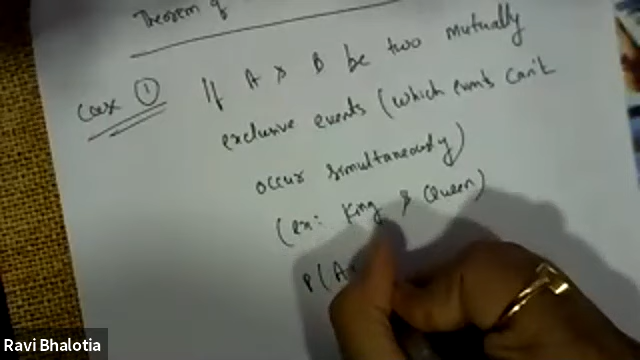 Theorem of
Case ① If A & B be two mutually
exclusive events (which events can't
occur simultaneously)
(ex: King & Queen)
P(A
Ravi Bhalotia